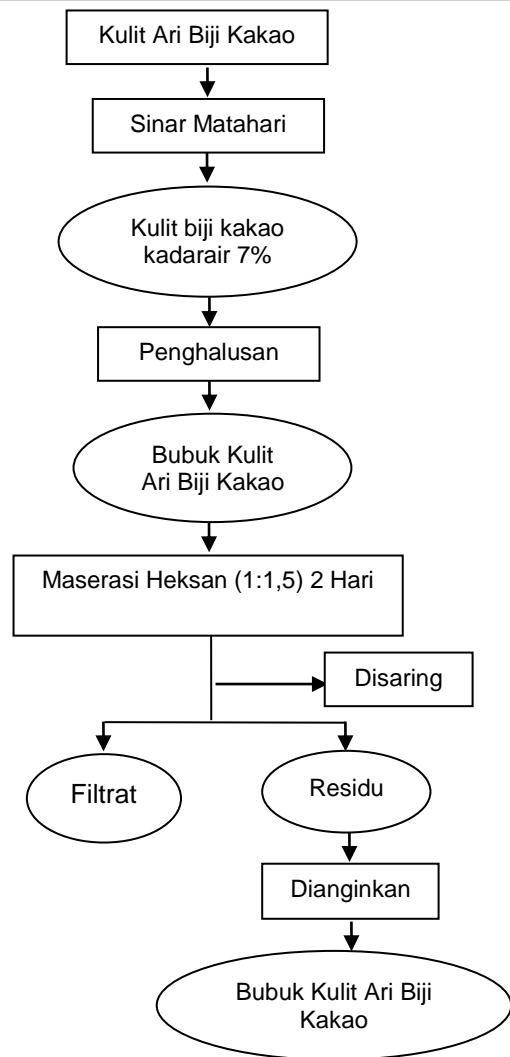 Kulit Ari Biji Kakao
Sinar Matahari
Kulit biji kakao
kadarair 7%
Penghalusan
Bubuk Kulit
Ari Biji Kakao
Maserasi Heksan (1:1,5) 2 Hari
Disaring
Filtrat
Residu
Dianginkan
Bubuk Kulit Ari Biji
Kakao